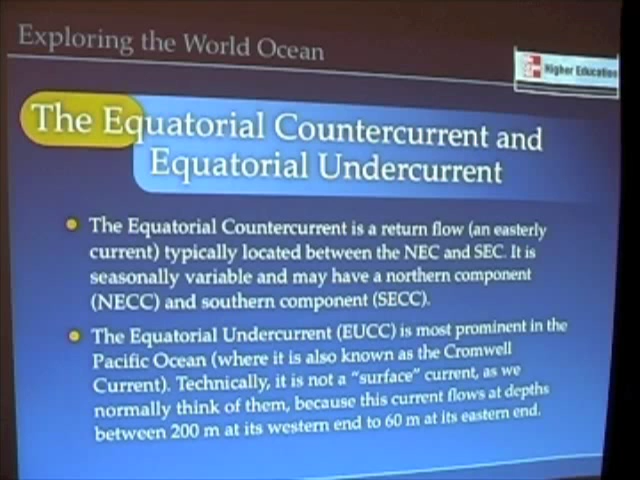 Exploring the World Ocean
Higher Education
The Equatorial Countercurrent and
Equatorial Undercurrent
The Equatorial Countercurrent is a return flow (an easterly
current) typically located between the NEC and SEC. It is
seasonally variable and may have a northern component
(NECC) and southern component (SECC).
The Equatorial Undercurrent (EUCC) is most prominent in the
Pacific Ocean (where it is also known as the Cromwell
Current). Technically, it is not a “surface” current, as we
normally think of them, because this current flows at depths
between 200 m at its western end to 60 m at its eastern end.